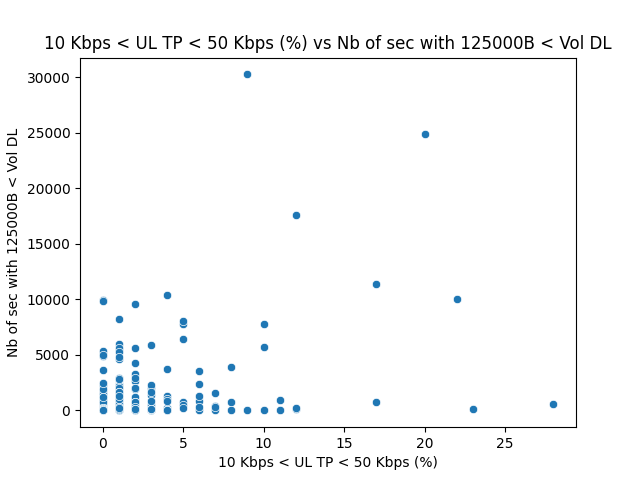 10 Kbps < UL TP < 50 Kbps (%) vs Nb of sec with 125000B < Vol DL
30000
25000
20000
15000
10000
5000
0
Nb of sec with 125000B < Vol DL
0 5 10 15 20 25
10 Kbps < UL TP < 50 Kbps (%)